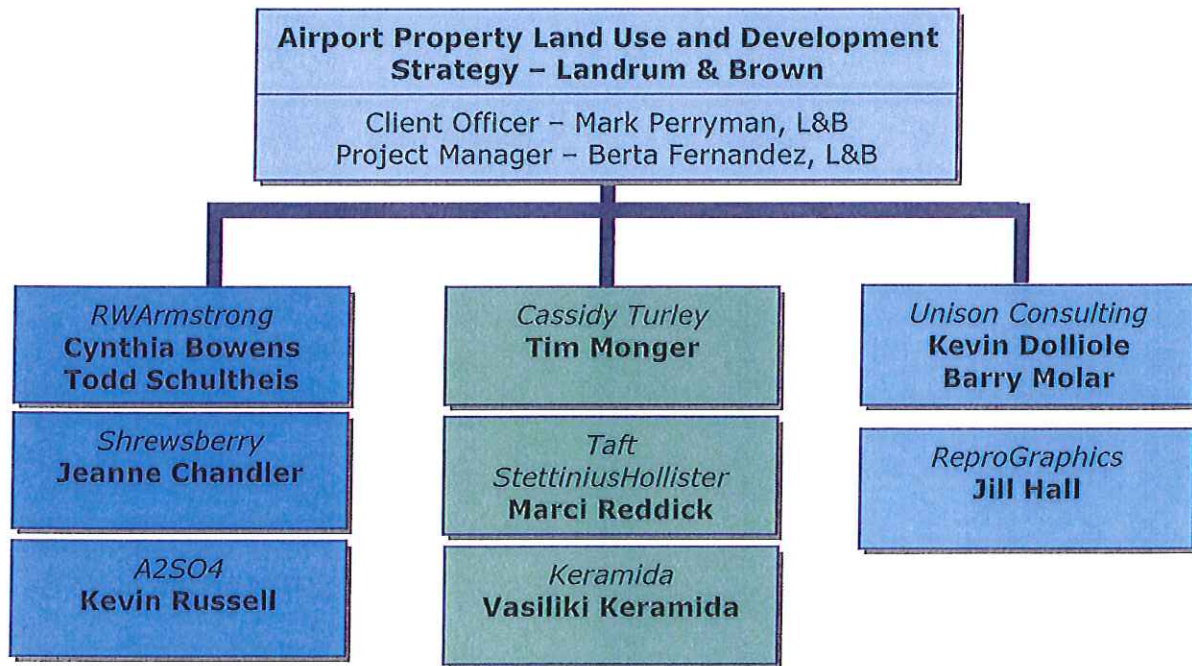 Airport Property Land Use and Development
Strategy – Landrum & Brown
Client Officer – Mark Perryman, L&B
Project Manager – Berta Fernandez, L&B
RWArmstrong
Cynthia Bowens
Todd Schultheis
Shrewsberry
Jeanne Chandler
A2SO4
Kevin Russell
Cassidy Turley
Tim Monger
Taft
StettiniusHollister
Marci Reddick
Keramida
Vasiliki Keramida
Unison Consulting
Kevin Dolliole
Barry Molar
ReproGraphics
Jill Hall